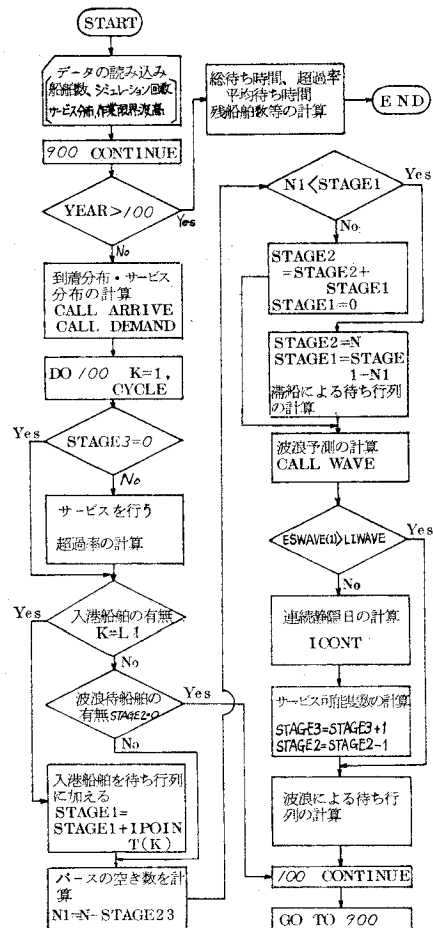 START
データの読み込み
船舶数、シミュレーション回数
サービス分布、作業限界波高
900 CONTINUE
YEAR>100
Yes
No
到着分布・サービス
分布の計算
CALL ARRIVE
CALL DEMAND
DO 100 K=1,
CYCLE
Yes
STAGE3=0
No
サービスを行う
超過率の計算
Yes
入港船舶の有無
No
波浪待船舶の
有無STAGE2=0
Yes
No
入港船舶を待ち行列
に加える
STAGE1=
STAGE1+IPOIN
T(K)
バースの空き数を計
算
N1=N-STAGE23
総待ち時間、超過率
平均待ち時間
残船舶数等の計算
END
N1<STAGE1
Yes
No
STAGE2
=STAGE2+
STAGE1
STAGE1=0
STAGE2=N
STAGE1=STAGE
1-N1
滞船による待ち行列
の計算
波浪予測の計算
CALL WAVE
ESWAVE(1)>LIWAVE
Yes
No
連続静隠日の計算
ICONT
サービス可能度数の計算
STAGE3=STAGE3+1
STAGE2=STAGE2-1
波浪による待ち行
列の計算
100 CONTINUE
GO TO 900